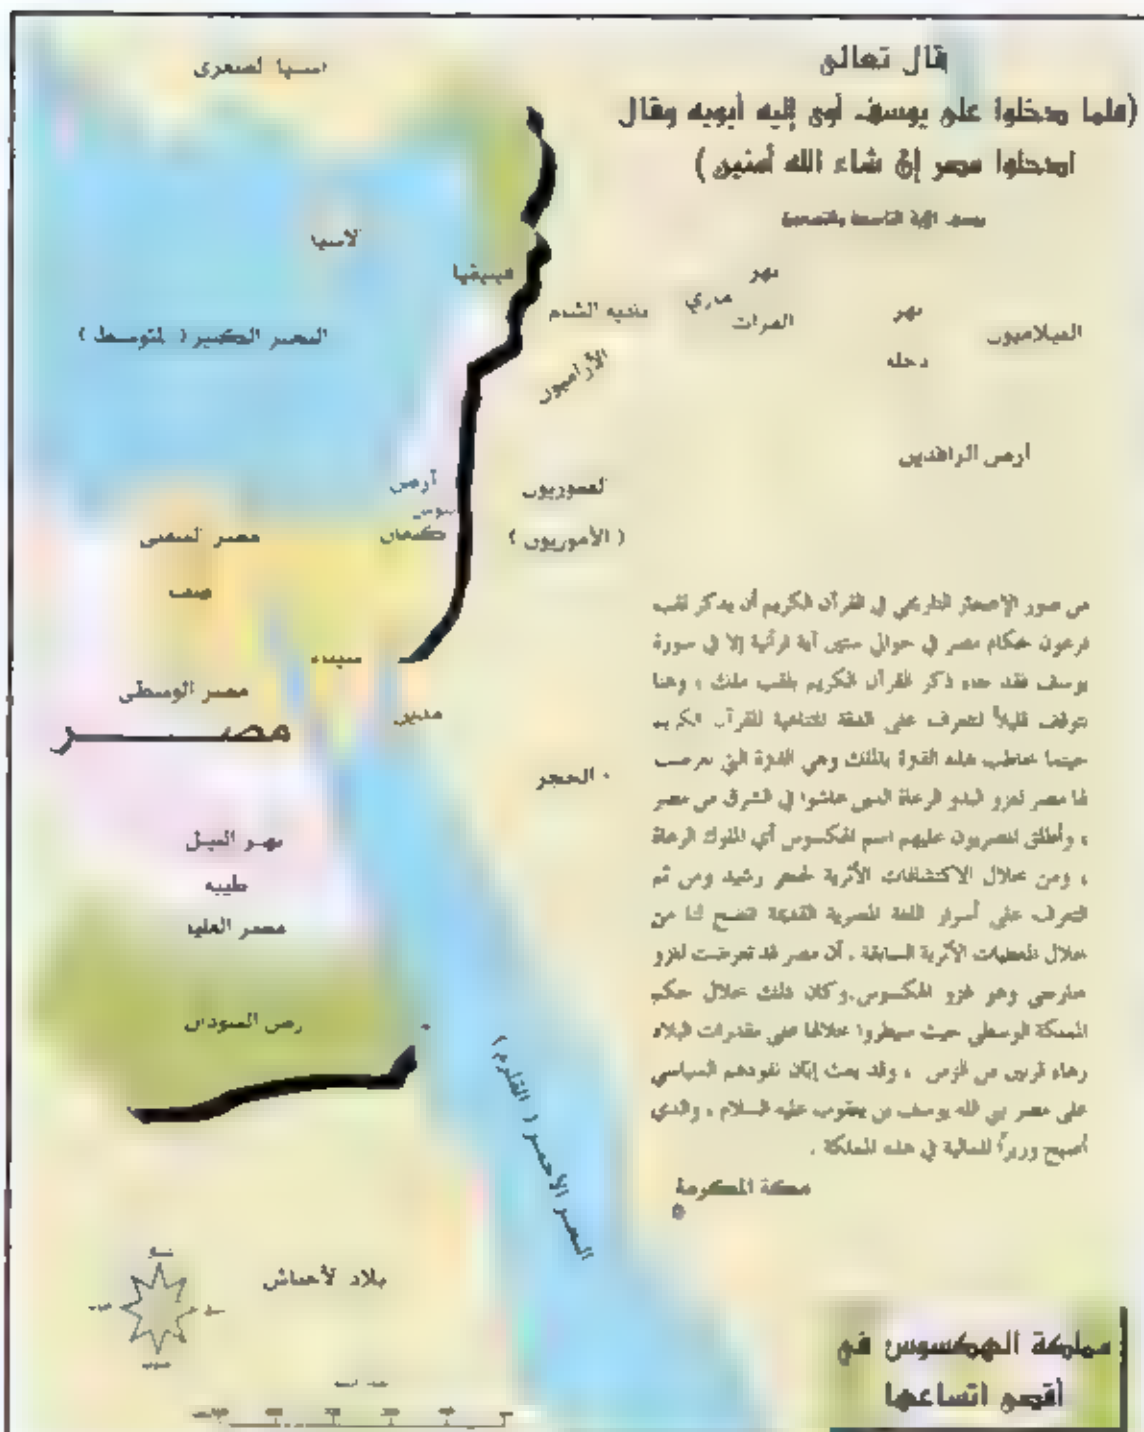 قال تعالى
(فلما دخلوا على يوسف آوى إليه أبويه وقال
ادخلوا مصر إن شاء الله آمنين)
يوسف الآية التاسعة والتسعين
آسيا الصغرى
ألاسيا
فينيقيا
البحر الكبير (المتوسط)
بادية الشام
ماري
نهر
الفرات
نهر
دجلة
العيلاميون
الآراميون
أرض الرافدين
أرض
كنعان
العموريون
(الأموريون)
مصر السفلى
منف
سيناء
مدين
مصر الوسطى
مصر
الحجر
نهر النيل
طيبة
مصر العليا
أرض السودان
البحر الأحمر (القلزم)
من صور الإعجاز التاريخي في القرآن الكريم أن يذكر لقب
فرعون لحكام مصر في حوالي ستين آية قرآنية إلا في سورة
يوسف فقد جاء ذكر القرآن الكريم بلقب ملك ، وهنا
نتوقف قليلاً لنتعرف على الدقة المتناهية للقرآن الكريم
حينما خاطب هذه الفترة بالملك وهي الفترة التي تعرضت
لها مصر لغزو البدو الرعاة الذين عاشوا في الشرق من مصر
، وأطلق المصريون عليهم اسم الهكسوس أي الملوك الرعاة
، ومن خلال الاكتشافات الأثرية لحجر رشيد ومن ثم
التعرف على أسرار اللغة المصرية القديمة اتضح لنا من
خلال المعطيات الأثرية السابقة . أن مصر قد تعرضت لغزو
خارجي وهو غزو الهكسوس.وكان ذلك خلال حكم
المملكة الوسطى حيث سيطروا خلالها على مقدرات البلاد
زهاء قرنين من الزمن ، وقد بعث إبّان نفوذهم السياسي
على مصر نبي الله يوسف بن يعقوب عليه السلام ، والذي
أصبح وزيراً للمالية في هذه المملكة .
مكة المكرمة
بلاد الأحباش
مملكة الهكسوس في
أقصى اتساعها